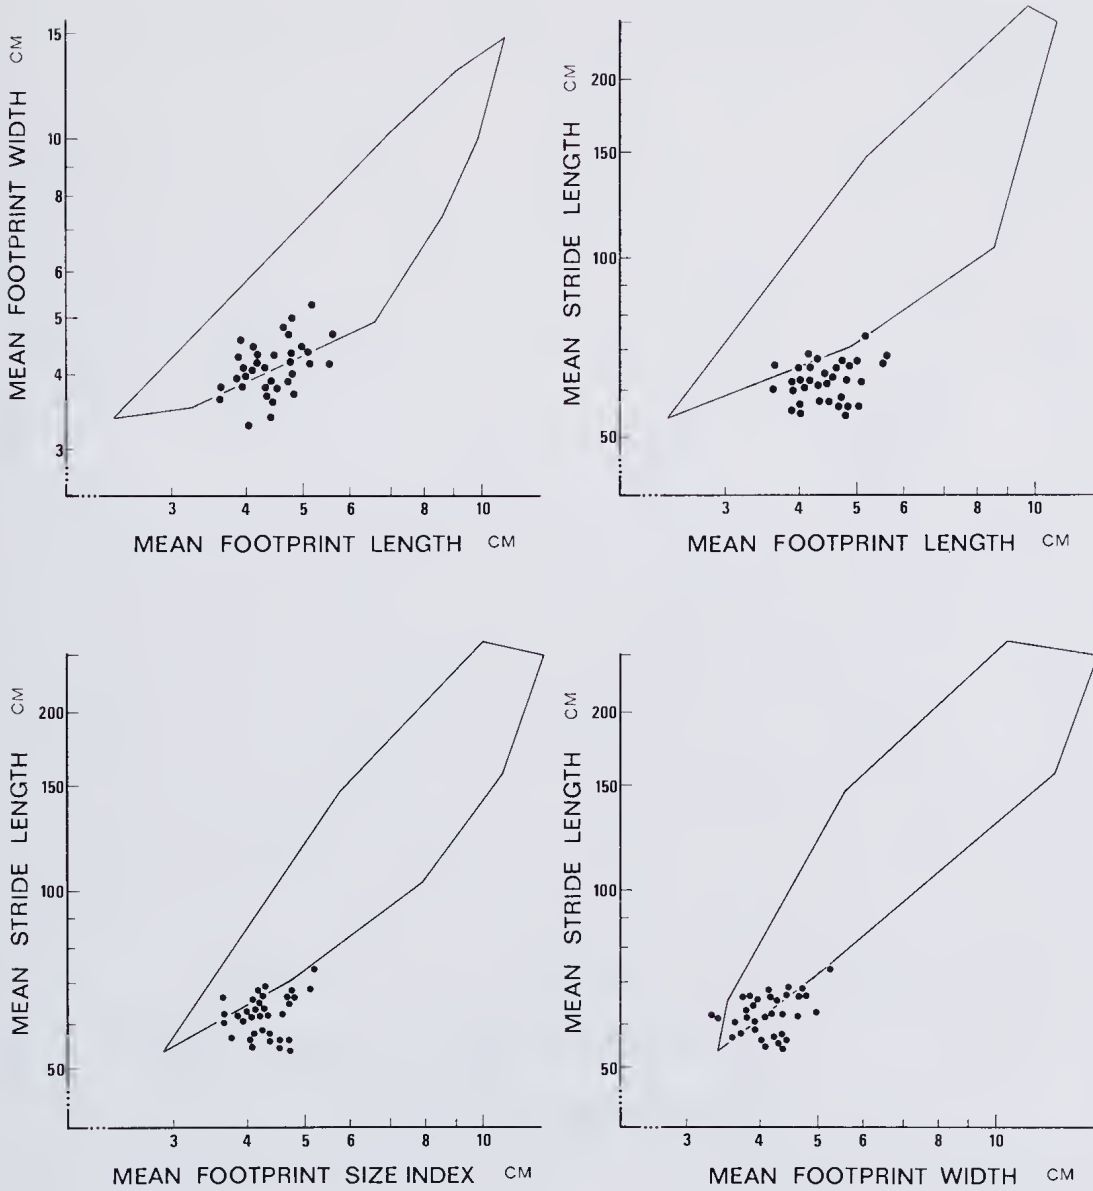 MEAN FOOTPRINT WIDTH CM
15
10
8
6
5
4
3
3 4 5 6 8 10
MEAN FOOTPRINT LENGTH CM
MEAN STRIDE LENGTH CM
200
150
100
50
3 4 5 6 8 10
MEAN FOOTPRINT LENGTH CM
MEAN STRIDE LENGTH CM
200
150
100
50
3 4 5 6 8 10
MEAN FOOTPRINT SIZE INDEX CM
MEAN STRIDE LENGTH CM
200
150
100
50
3 4 5 6 8 10
MEAN FOOTPRINT WIDTH CM